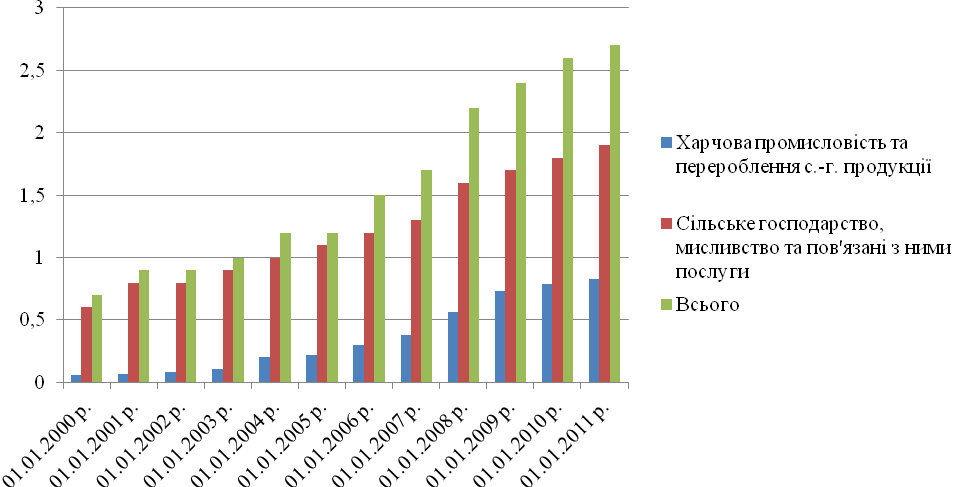 3
2,5
2
1,5
1
0,5
0
01.01.2000 р.
01.01.2001 р.
01.01.2002 р.
01.01.2003 р.
01.01.2004 р.
01.01.2005 р.
01.01.2006 р.
01.01.2007 р.
01.01.2008 р.
01.01.2009 р.
01.01.2010 р.
01.01.2011 р.
Харчова промисловість та
перероблення с.-г. продукції
Сільське господарство,
мисливство та пов'язані з ними
послуги
Всього